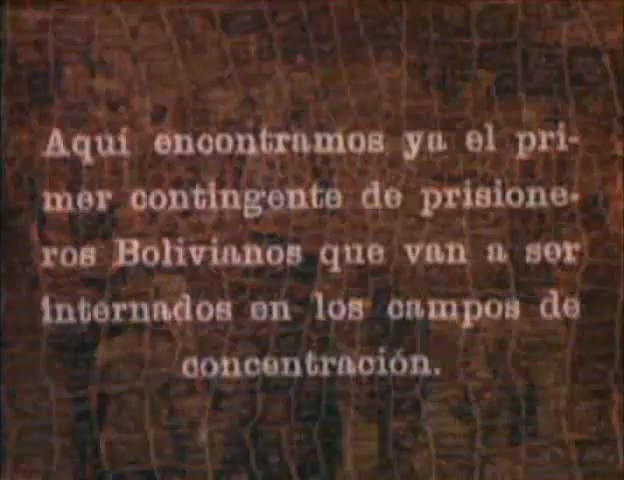 Aquí encontramos ya el pri-
mer contingente de prisione-
ros Bolivianos que van a ser
internados en los campos de
concentración.